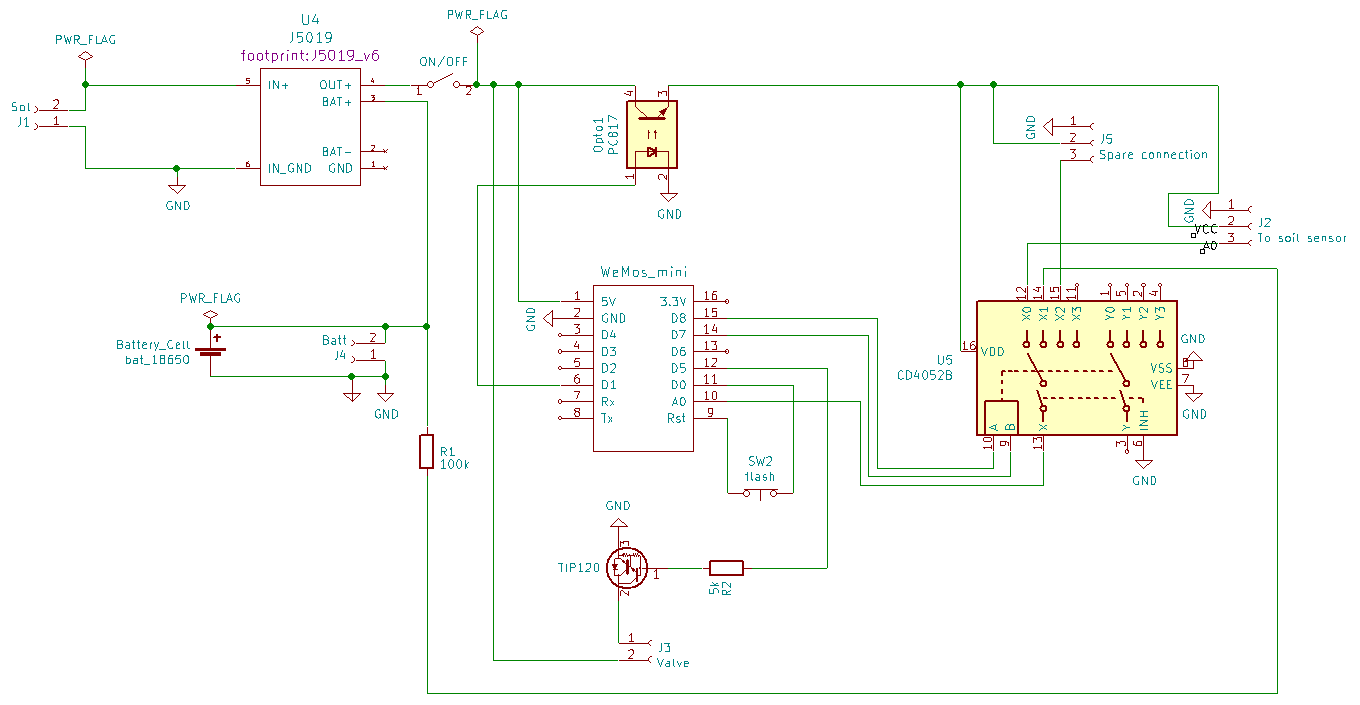 U4
J5019
footprint:J5019_v6
PWR_FLAG
PWR_FLAG
ON/OFF
5 IN+
OUT+ 4
BAT+ 3
BAT- 2
6 IN_GND
GND 1
1 2
Sol 2
J1 1
GND
4 3
Opto1
PC817
1 2
GND
GND
1
2
3
J5
Spare connection
GND
1
2
3
J2
To soil sensor
VCC
A0
PWR_FLAG
Battery_Cell
bat_18650
+
Batt 2
J4 1
GND
R1
100k
WeMos_mini
GND
1 5V
2 GND
3 D4
4 D3
5 D2
6 D1
7 Rx
8 Tx
3.3V 16
D8 15
D7 14
D6 13
D5 12
D0 11
A0 10
Rst 9
SW2
flash
12 14 15 11 1 5 2 4
X0 X1 X2 X3 Y0 Y1 Y2 Y3
16 VDD
U5
CD4052B
GND
VSS 8
VEE 7
GND
A B X Y INH
10 9 13 3 6
GND
GND
TIP120
3
1
2
5k
R2
1
2
J3
Valve